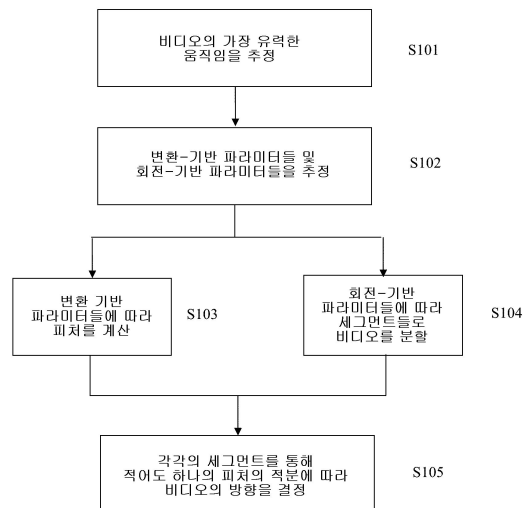 비디오의 가장 유력한
움직임을 추정
S101
변환-기반 파라미터들 및
회전-기반 파라미터들을 추정
S102
변환 기반
파라미터들에 따라
피처를 계산
S103
회전-기반
파라미터들에 따라
세그먼트들로
비디오를 분할
S104
각각의 세그먼트를 통해
적어도 하나의 피처의 적분에 따라
비디오의 방향을 결정
S105